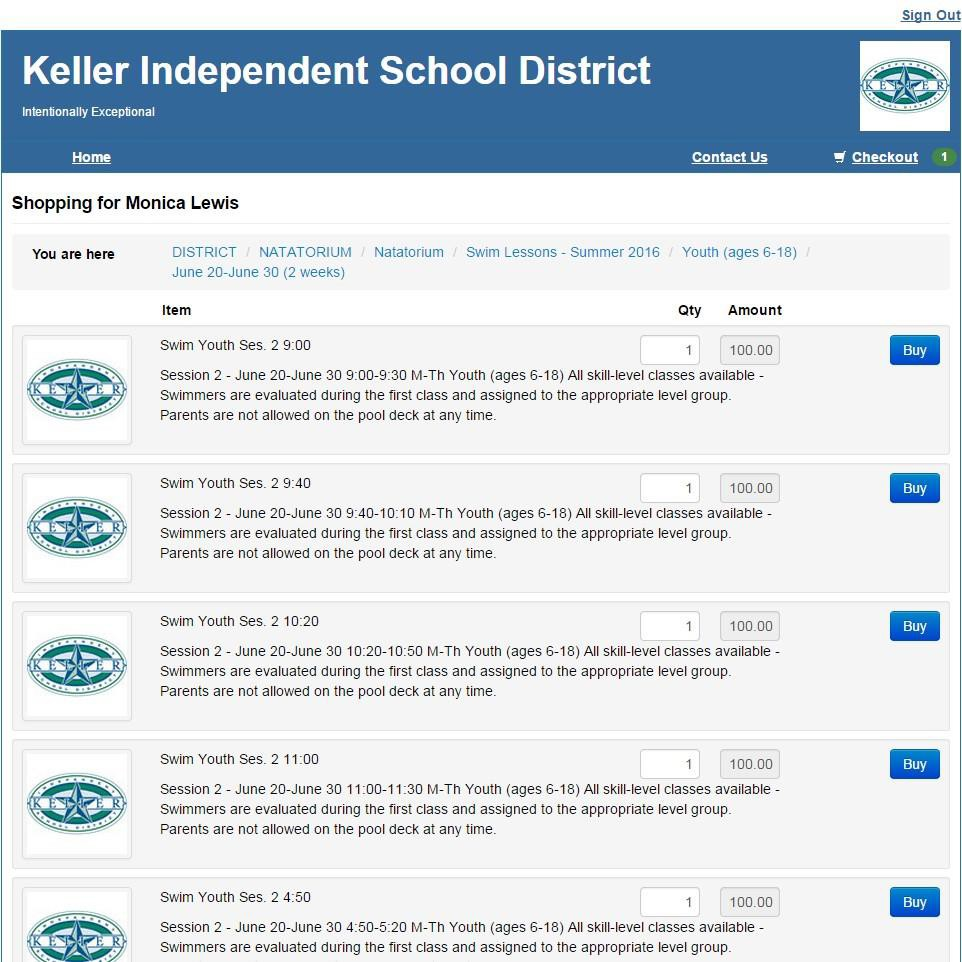 Sign Out
Keller Independent School District
Intentionally Exceptional
INDEPENDENT
KELLER
SCHOOL DISTRICT
Home Contact Us Checkout 1
Shopping for Monica Lewis
You are here DISTRICT / NATATORIUM / Natatorium / Swim Lessons - Summer 2016 / Youth (ages 6-18) /
June 20-June 30 (2 weeks)
Item Qty Amount
INDEPENDENT
KELLER
SCHOOL DISTRICT
Swim Youth Ses. 2 9:00 1 100.00 Buy
Session 2 - June 20-June 30 9:00-9:30 M-Th Youth (ages 6-18) All skill-level classes available -
Swimmers are evaluated during the first class and assigned to the appropriate level group.
Parents are not allowed on the pool deck at any time.
INDEPENDENT
KELLER
SCHOOL DISTRICT
Swim Youth Ses. 2 9:40 1 100.00 Buy
Session 2 - June 20-June 30 9:40-10:10 M-Th Youth (ages 6-18) All skill-level classes available -
Swimmers are evaluated during the first class and assigned to the appropriate level group.
Parents are not allowed on the pool deck at any time.
INDEPENDENT
KELLER
SCHOOL DISTRICT
Swim Youth Ses. 2 10:20 1 100.00 Buy
Session 2 - June 20-June 30 10:20-10:50 M-Th Youth (ages 6-18) All skill-level classes available -
Swimmers are evaluated during the first class and assigned to the appropriate level group.
Parents are not allowed on the pool deck at any time.
INDEPENDENT
KELLER
SCHOOL DISTRICT
Swim Youth Ses. 2 11:00 1 100.00 Buy
Session 2 - June 20-June 30 11:00-11:30 M-Th Youth (ages 6-18) All skill-level classes available -
Swimmers are evaluated during the first class and assigned to the appropriate level group.
Parents are not allowed on the pool deck at any time.
INDEPENDENT
KELLER
Swim Youth Ses. 2 4:50 1 100.00 Buy
Session 2 - June 20-June 30 4:50-5:20 M-Th Youth (ages 6-18) All skill-level classes available -
Swimmers are evaluated during the first class and assigned to the appropriate level group.